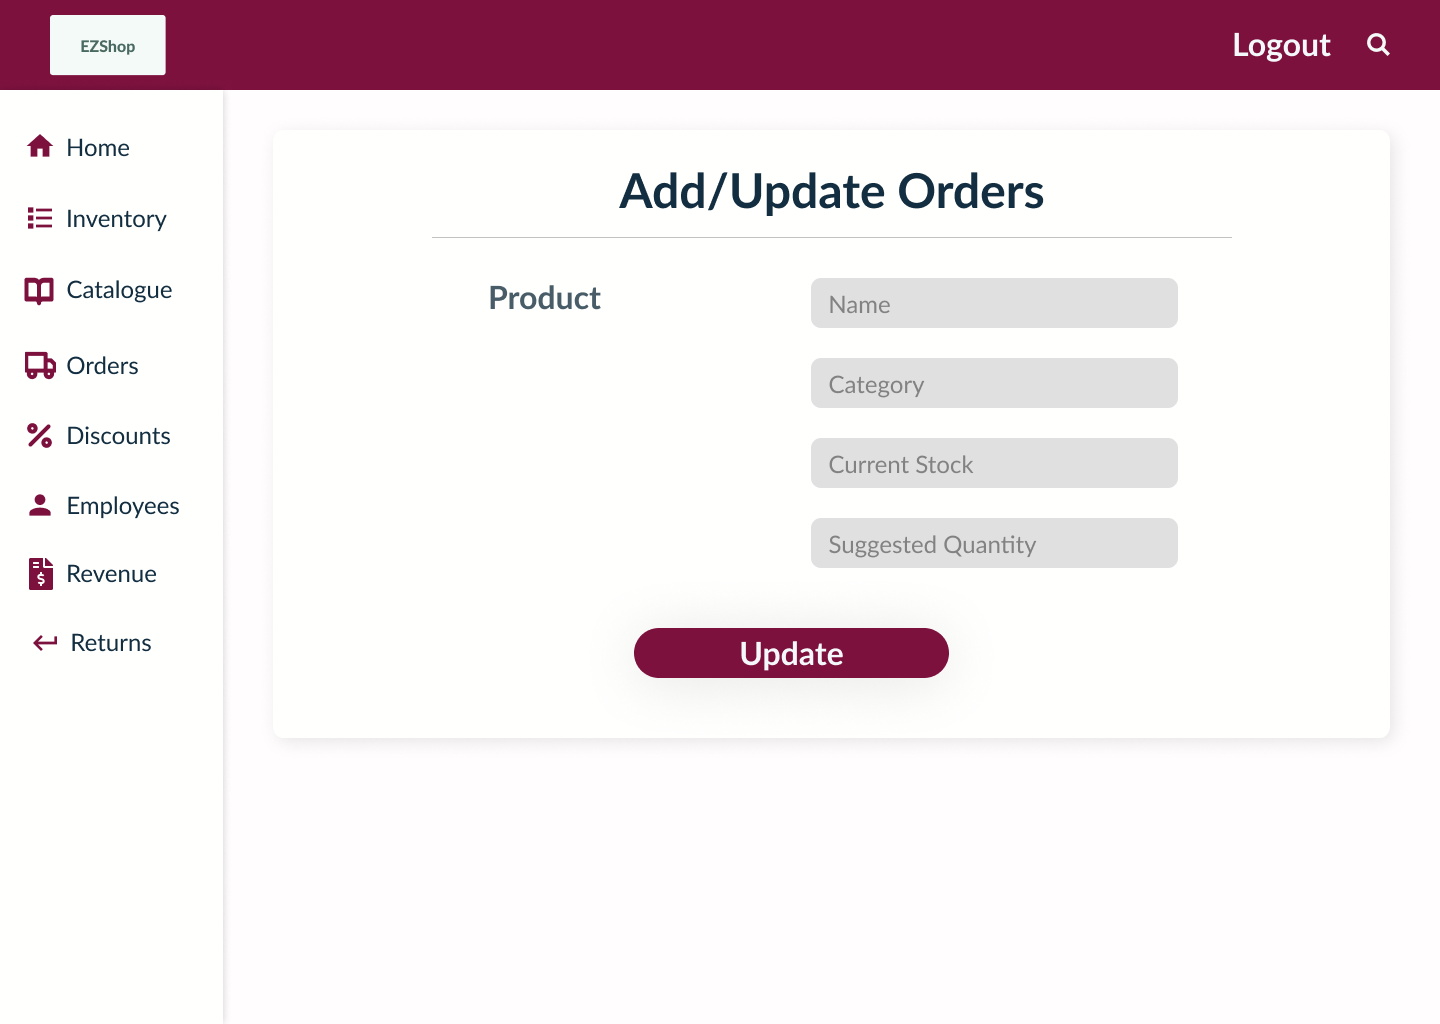 EZShop
Logout
Home
Inventory
Catalogue
Orders
Discounts
Employees
Revenue
Returns
Add/Update Orders
Product
Name
Category
Current Stock
Suggested Quantity
Update